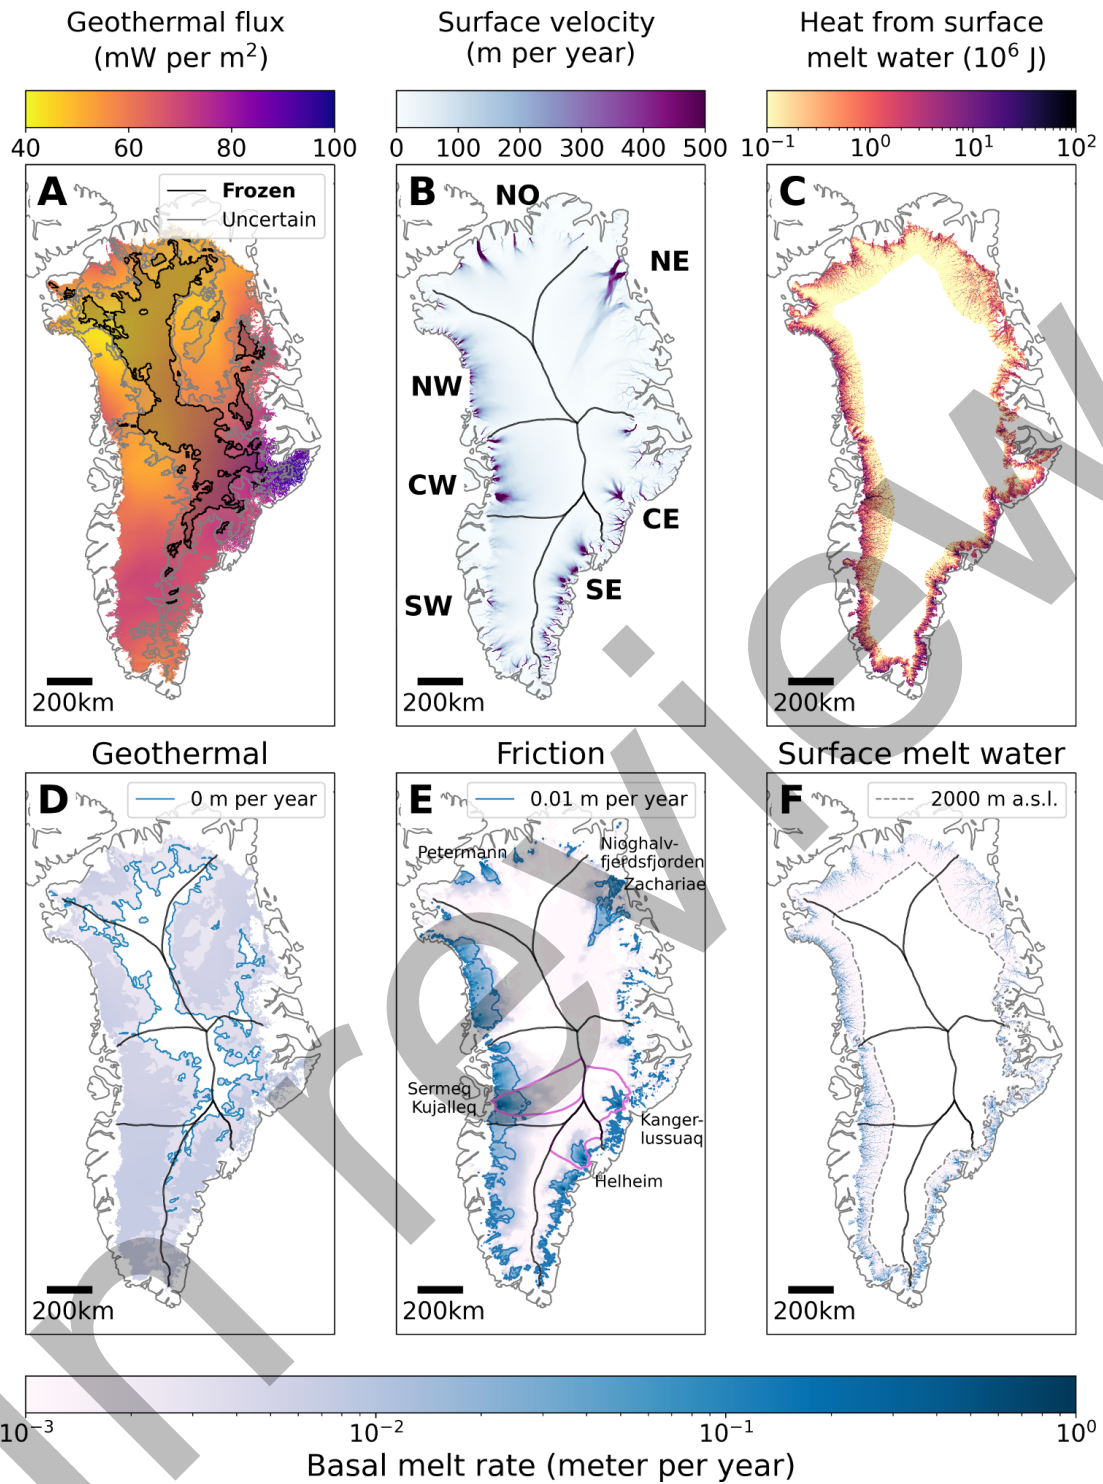 Geothermal flux
(mW per m²)
Surface velocity
(m per year)
Heat from surface
melt water (10⁶ J)
40 60 80 100
0 100 200 300 400 500
10⁻¹ 10⁰ 10¹ 10²
A
Frozen
Uncertain
200km
B
NO
NE
NW
CW
CE
SW
SE
200km
C
200km
Geothermal
Friction
Surface melt water
D
0 m per year
200km
E
0.01 m per year
Petermann
Nioghalv-
fjerdsfjorden
Zachariae
Sermeq
Kujalleq
Kanger-
lussuaq
Helheim
200km
F
2000 m a.s.l.
200km
10⁻³ 10⁻² 10⁻¹ 10⁰
Basal melt rate (meter per year)
In review